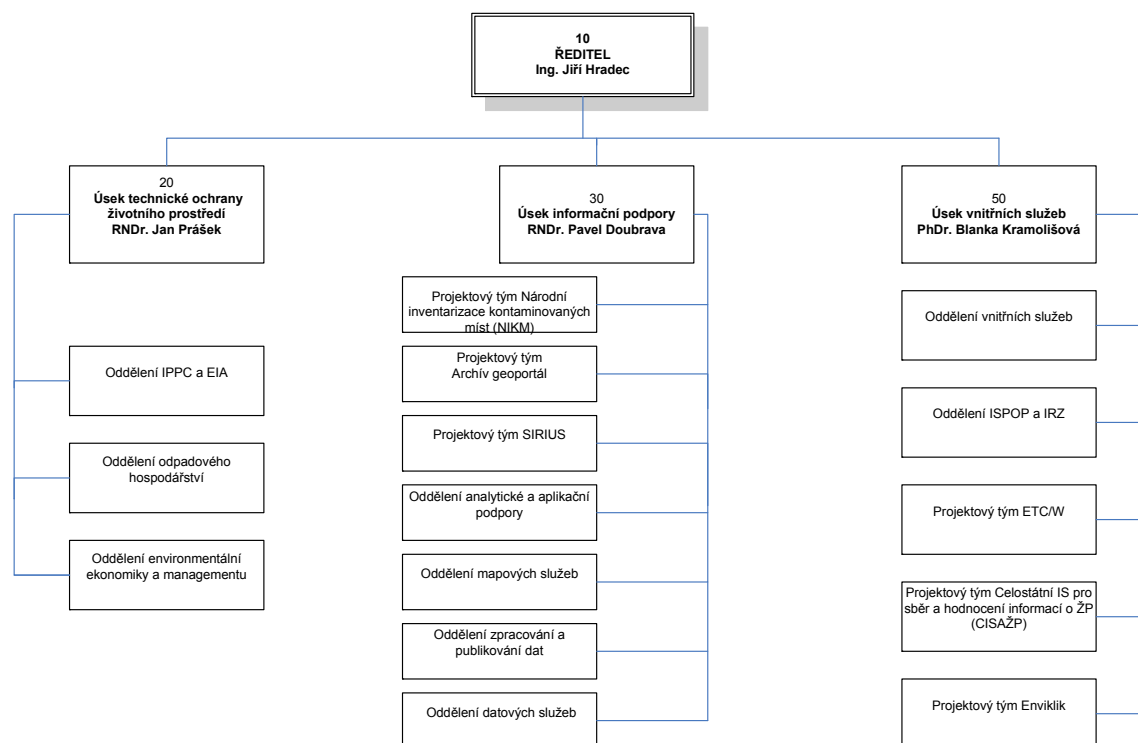 10
ŘEDITEL
Ing. Jiří Hradec
20
Úsek technické ochrany
životního prostředí
RNDr. Jan Prášek
30
Úsek informační podpory
RNDr. Pavel Doubrava
50
Úsek vnitřních služeb
PhDr. Blanka Kramolišová
Oddělení IPPC a EIA
Oddělení odpadového
hospodářství
Oddělení environmentální
ekonomiky a managementu
Projektový tým Národní
inventarizace kontaminovaných
míst (NIKM)
Projektový tým
Archív geoportál
Projektový tým SIRIUS
Oddělení analytické a aplikační
podpory
Oddělení mapových služeb
Oddělení zpracování a
publikování dat
Oddělení datových služeb
Oddělení vnitřních služeb
Oddělení ISPOP a IRZ
Projektový tým ETC/W
Projektový tým Celostátní IS pro
sběr a hodnocení informací o ŽP
(CISAŽP)
Projektový tým Enviklik